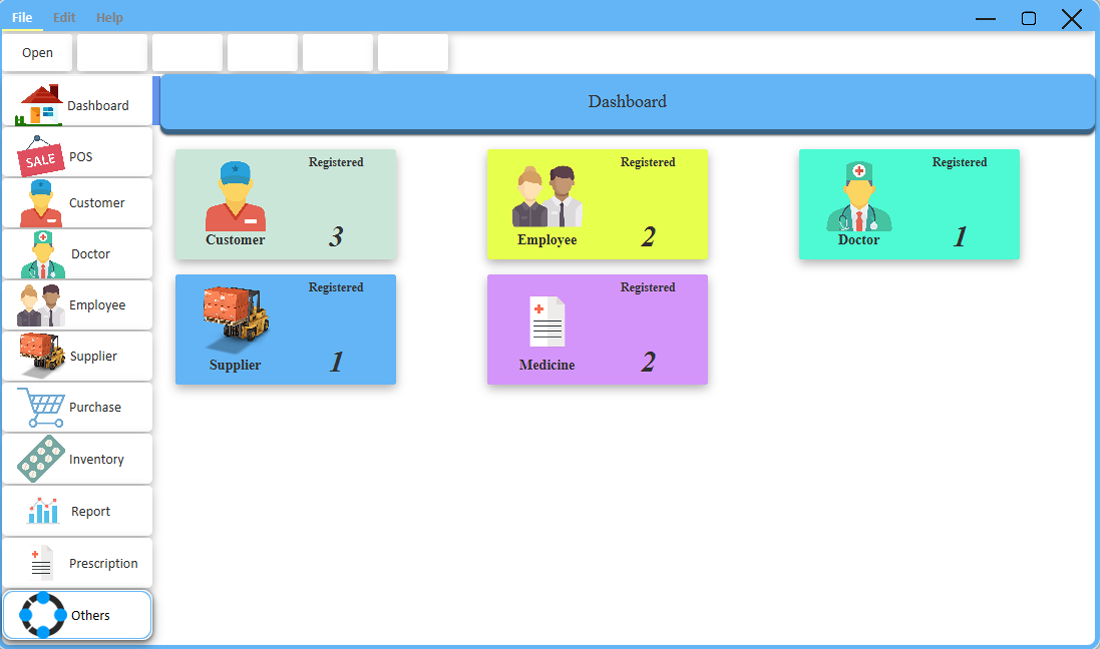 File Edit Help
Open
Dashboard
Dashboard
SALE POS
Customer
Doctor
Employee
Supplier
Purchase
Inventory
Report
Prescription
Others
Registered
Customer 3
Registered
Employee 2
Registered
Doctor 1
Registered
Supplier 1
Registered
Medicine 2